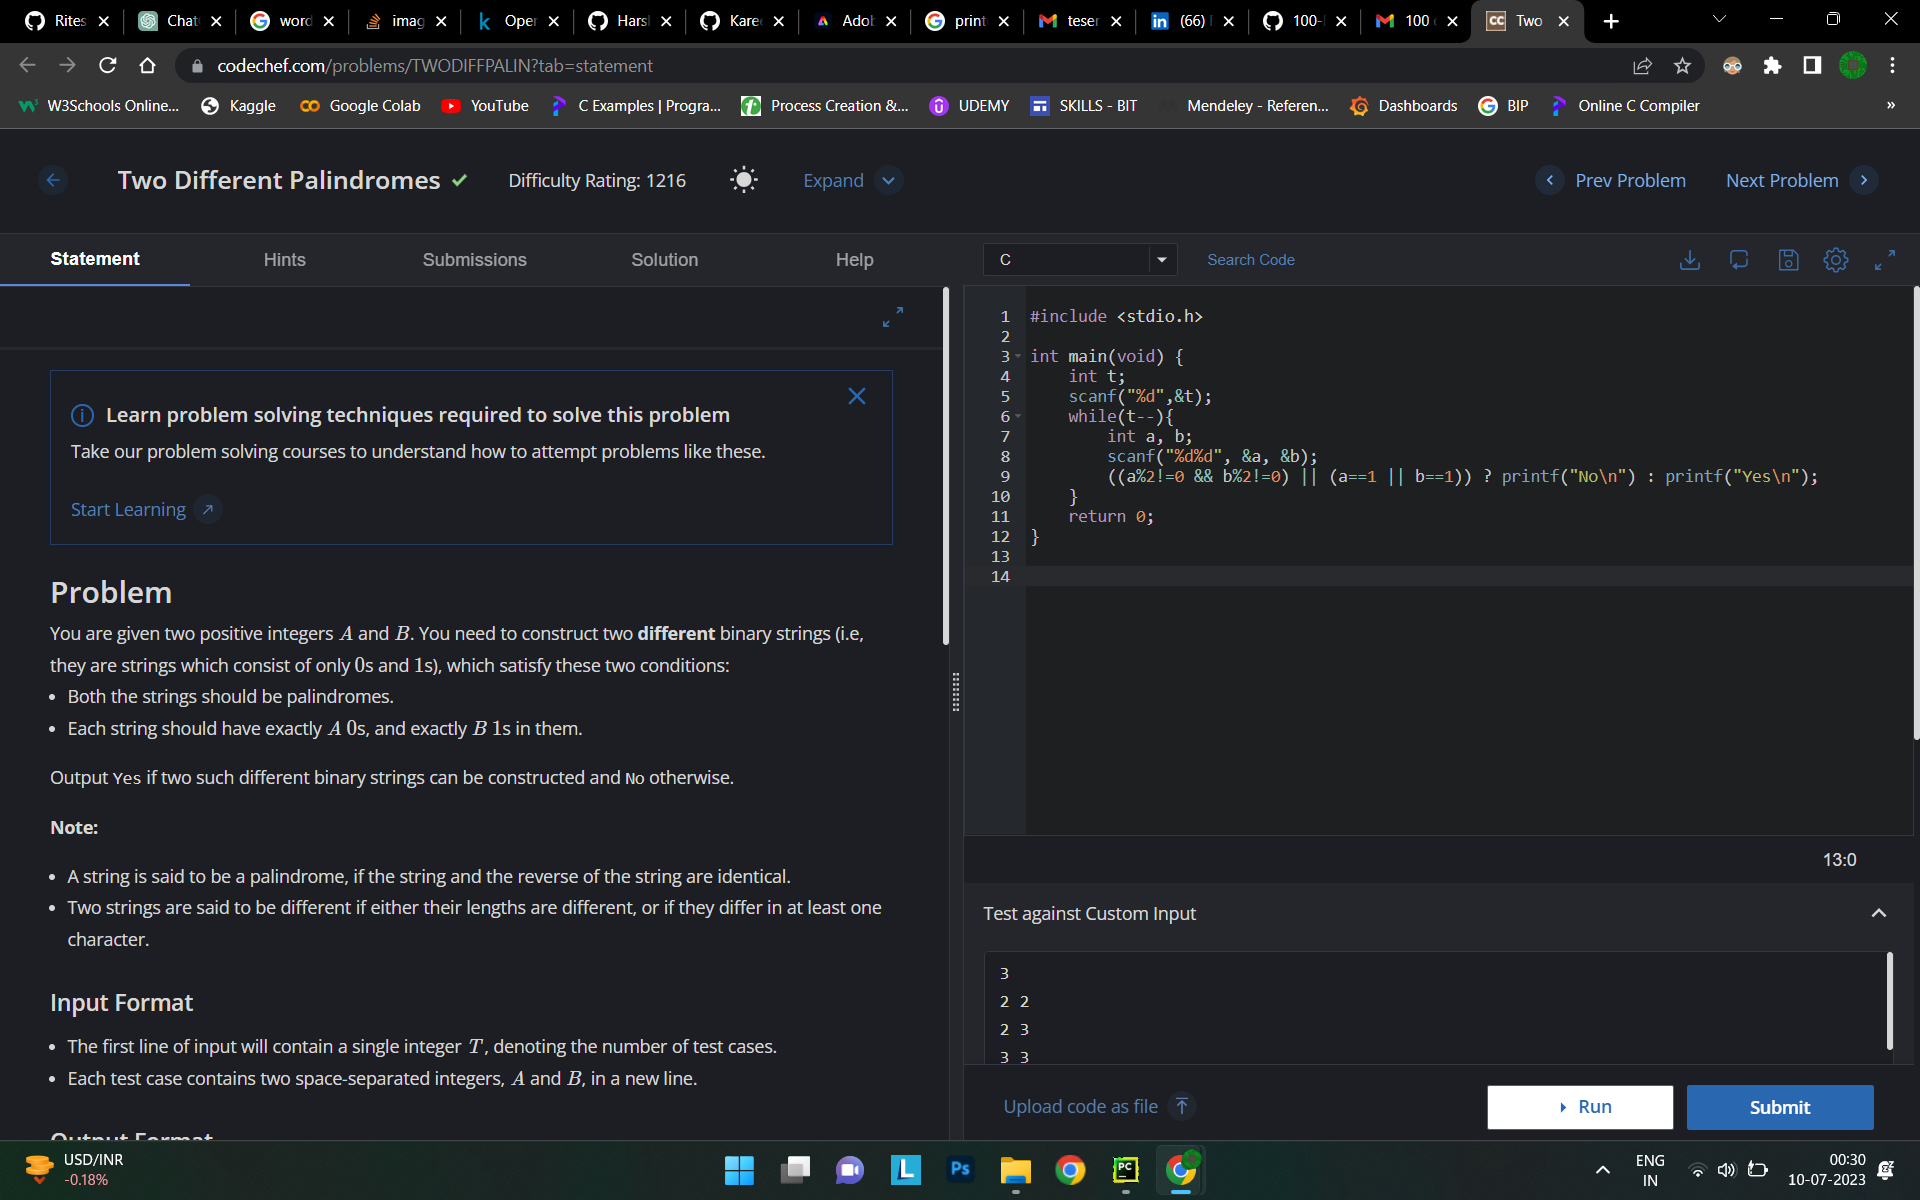 Rites
Chat
word
imag
Oper
Hars
Kare
Adob
print
teser
(66)
100-
100
Two
codechef.com/problems/TWODIFFPALIN?tab=statement
W3Schools Online...
Kaggle
Google Colab
YouTube
C Examples | Progra...
Process Creation &...
UDEMY
SKILLS - BIT
Mendeley - Referen...
Dashboards
BIP
Online C Compiler
»
Two Different Palindromes
Difficulty Rating: 1216
Expand
Prev Problem
Next Problem
Statement
Hints
Submissions
Solution
Help
Learn problem solving techniques required to solve this problem
Take our problem solving courses to understand how to attempt problems like these.
Start Learning
Problem
You are given two positive integers A and B. You need to construct two different binary strings (i.e,
they are strings which consist of only 0s and 1s), which satisfy these two conditions:
• Both the strings should be palindromes.
• Each string should have exactly A 0s, and exactly B 1s in them.
Output Yes if two such different binary strings can be constructed and No otherwise.
Note:
• A string is said to be a palindrome, if the string and the reverse of the string are identical.
• Two strings are said to be different if either their lengths are different, or if they differ in at least one
character.
Input Format
• The first line of input will contain a single integer T, denoting the number of test cases.
• Each test case contains two space-separated integers, A and B, in a new line.
Output Format
C
Search Code
1 #include <stdio.h>
2
3 int main(void) {
4 int t;
5 scanf("%d",&t);
6 while(t--){
7 int a, b;
8 scanf("%d%d", &a, &b);
9 ((a%2!=0 && b%2!=0) || (a==1 || b==1)) ? printf("No\n") : printf("Yes\n");
10 }
11 return 0;
12 }
13
14
13:0
Test against Custom Input
3
2 2
2 3
3 3
Upload code as file
Run
Submit
USD/INR
-0.18%
L
Ps
PC
ENG
IN
00:30
10-07-2023